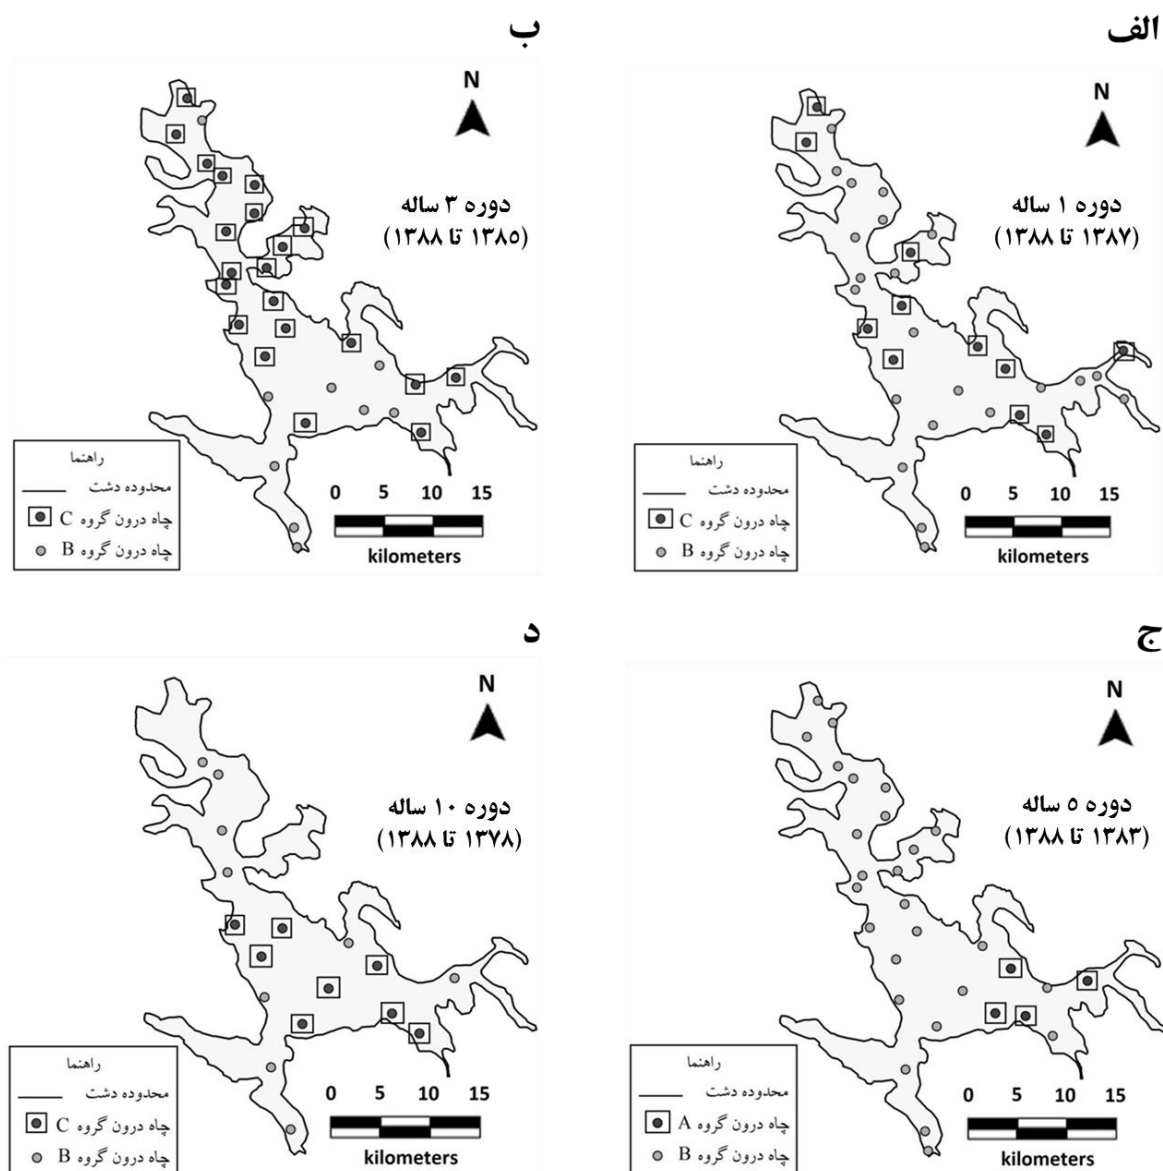 الف
N
دوره ۱ ساله
(۱۳۸۷ تا ۱۳۸۸)
راهنما
محدوده دشت
چاه درون گروه C
چاه درون گروه B
0 5 10 15
kilometers
ب
N
دوره ۳ ساله
(۱۳۸۵ تا ۱۳۸۸)
راهنما
محدوده دشت
چاه درون گروه C
چاه درون گروه B
0 5 10 15
kilometers
ج
N
دوره ۵ ساله
(۱۳۸۳ تا ۱۳۸۸)
راهنما
محدوده دشت
چاه درون گروه A
چاه درون گروه B
0 5 10 15
kilometers
د
N
دوره ۱۰ ساله
(۱۳۷۸ تا ۱۳۸۸)
راهنما
محدوده دشت
چاه درون گروه C
چاه درون گروه B
0 5 10 15
kilometers